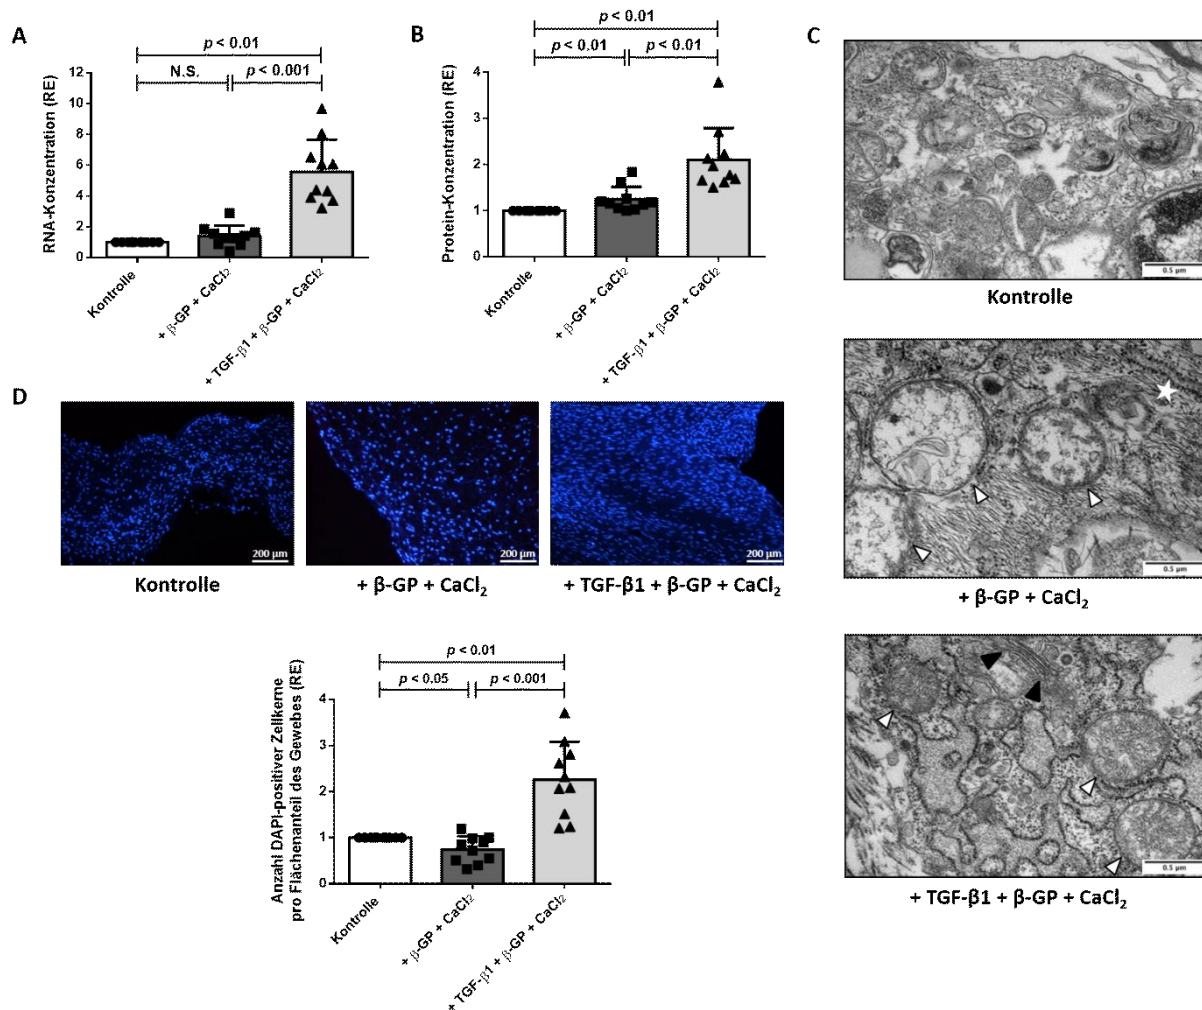 A
p < 0.01
N.S.
p < 0.001
RNA-Konzentration (RE)
12
10
8
6
4
2
0
Kontrolle
+ β-GP + CaCl₂
+ TGF-β1 + β-GP + CaCl₂
B
p < 0.01
p < 0.01
p < 0.01
Protein-Konzentration (RE)
4
3
2
1
0
Kontrolle
+ β-GP + CaCl₂
+ TGF-β1 + β-GP + CaCl₂
C
0.5 µm
Kontrolle
0.5 µm
+ β-GP + CaCl₂
0.5 µm
+ TGF-β1 + β-GP + CaCl₂
D
200 µm
200 µm
200 µm
Kontrolle
+ β-GP + CaCl₂
+ TGF-β1 + β-GP + CaCl₂
p < 0.01
p < 0.05
p < 0.001
Anzahl DAPI-positiver Zellkerne
pro Flächenanteil des Gewebes (RE)
4
3
2
1
0
Kontrolle
+ β-GP + CaCl₂
+ TGF-β1 + β-GP + CaCl₂